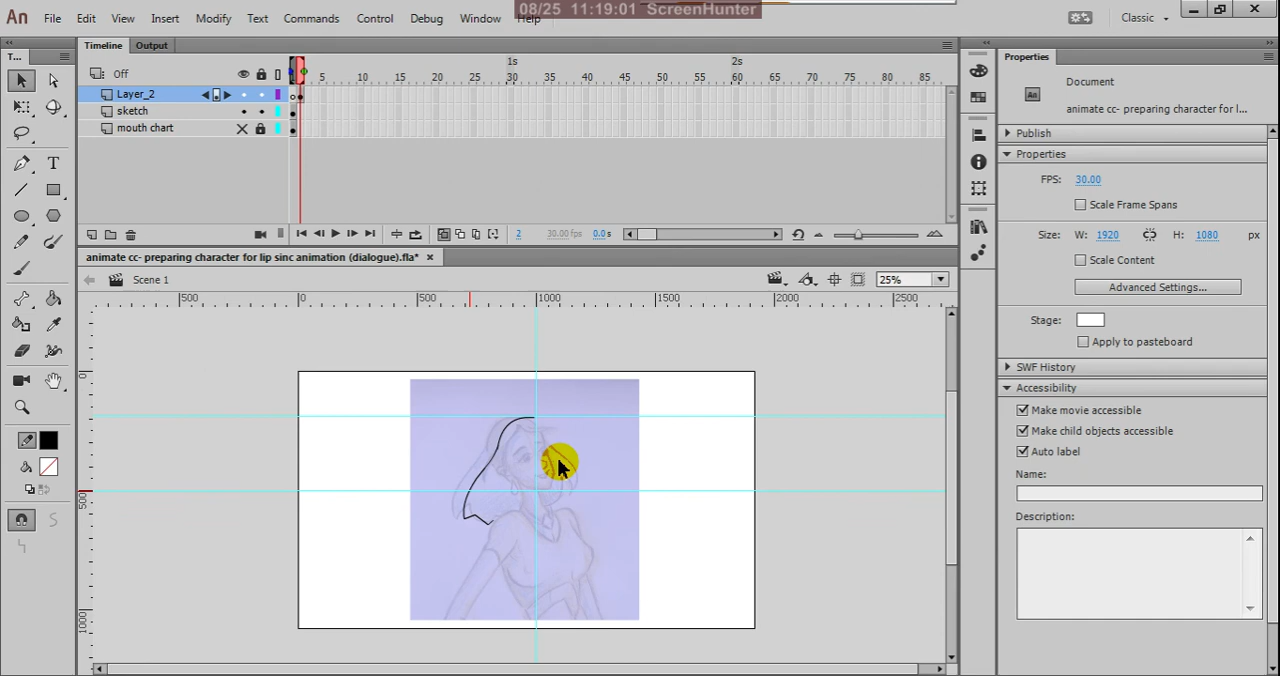 08/25 11:19:01 ScreenHunter
An File Edit View Insert Modify Text Commands Control Debug Window Help Classic
T... Timeline Output Properties
Off 5 10 15 20 25 1s 30 35 40 45 50 55 2s 60 65 70 75 80 85
Layer_2
sketch
mouth chart
2 30.00 fps 0.0 s
animate cc- preparing character for lip sinc animation (dialogue).fla*
Scene 1 25%
500 0 500 1000 1500 2000 2500
0
500
1000
Document
An animate cc- preparing character for l...
Publish
Properties
FPS: 30.00
Scale Frame Spans
Size: W: 1920 H: 1080 px
Scale Content
Advanced Settings...
Stage:
Apply to pasteboard
SWF History
Accessibility
Make movie accessible
Make child objects accessible
Auto label
Name:
Description: